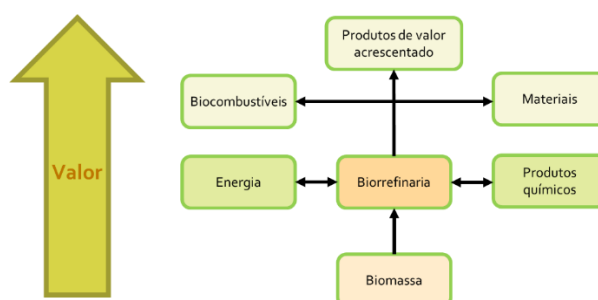 Produtos de valor
acrescentado
Biocombustíveis
Materiais
Valor
Energia
Biorrefinaria
Produtos
químicos
Biomassa